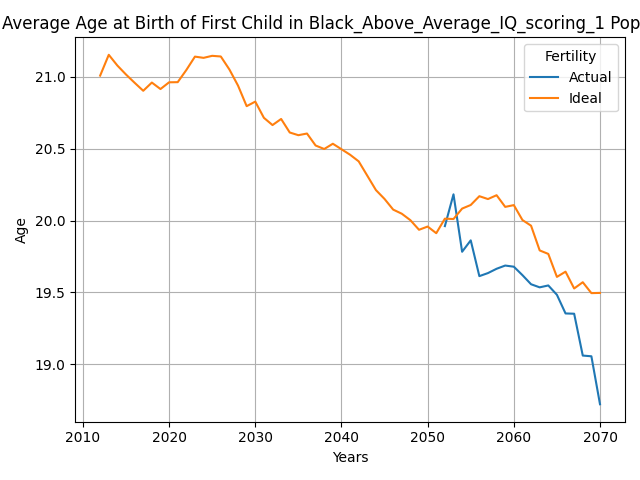 Average Age at Birth of First Child in Black_Above_Average_IQ_scoring_1 Pop
Fertility
Actual
Ideal
21.0
20.5
20.0
19.5
19.0
Age
2010 2020 2030 2040 2050 2060 2070
Years